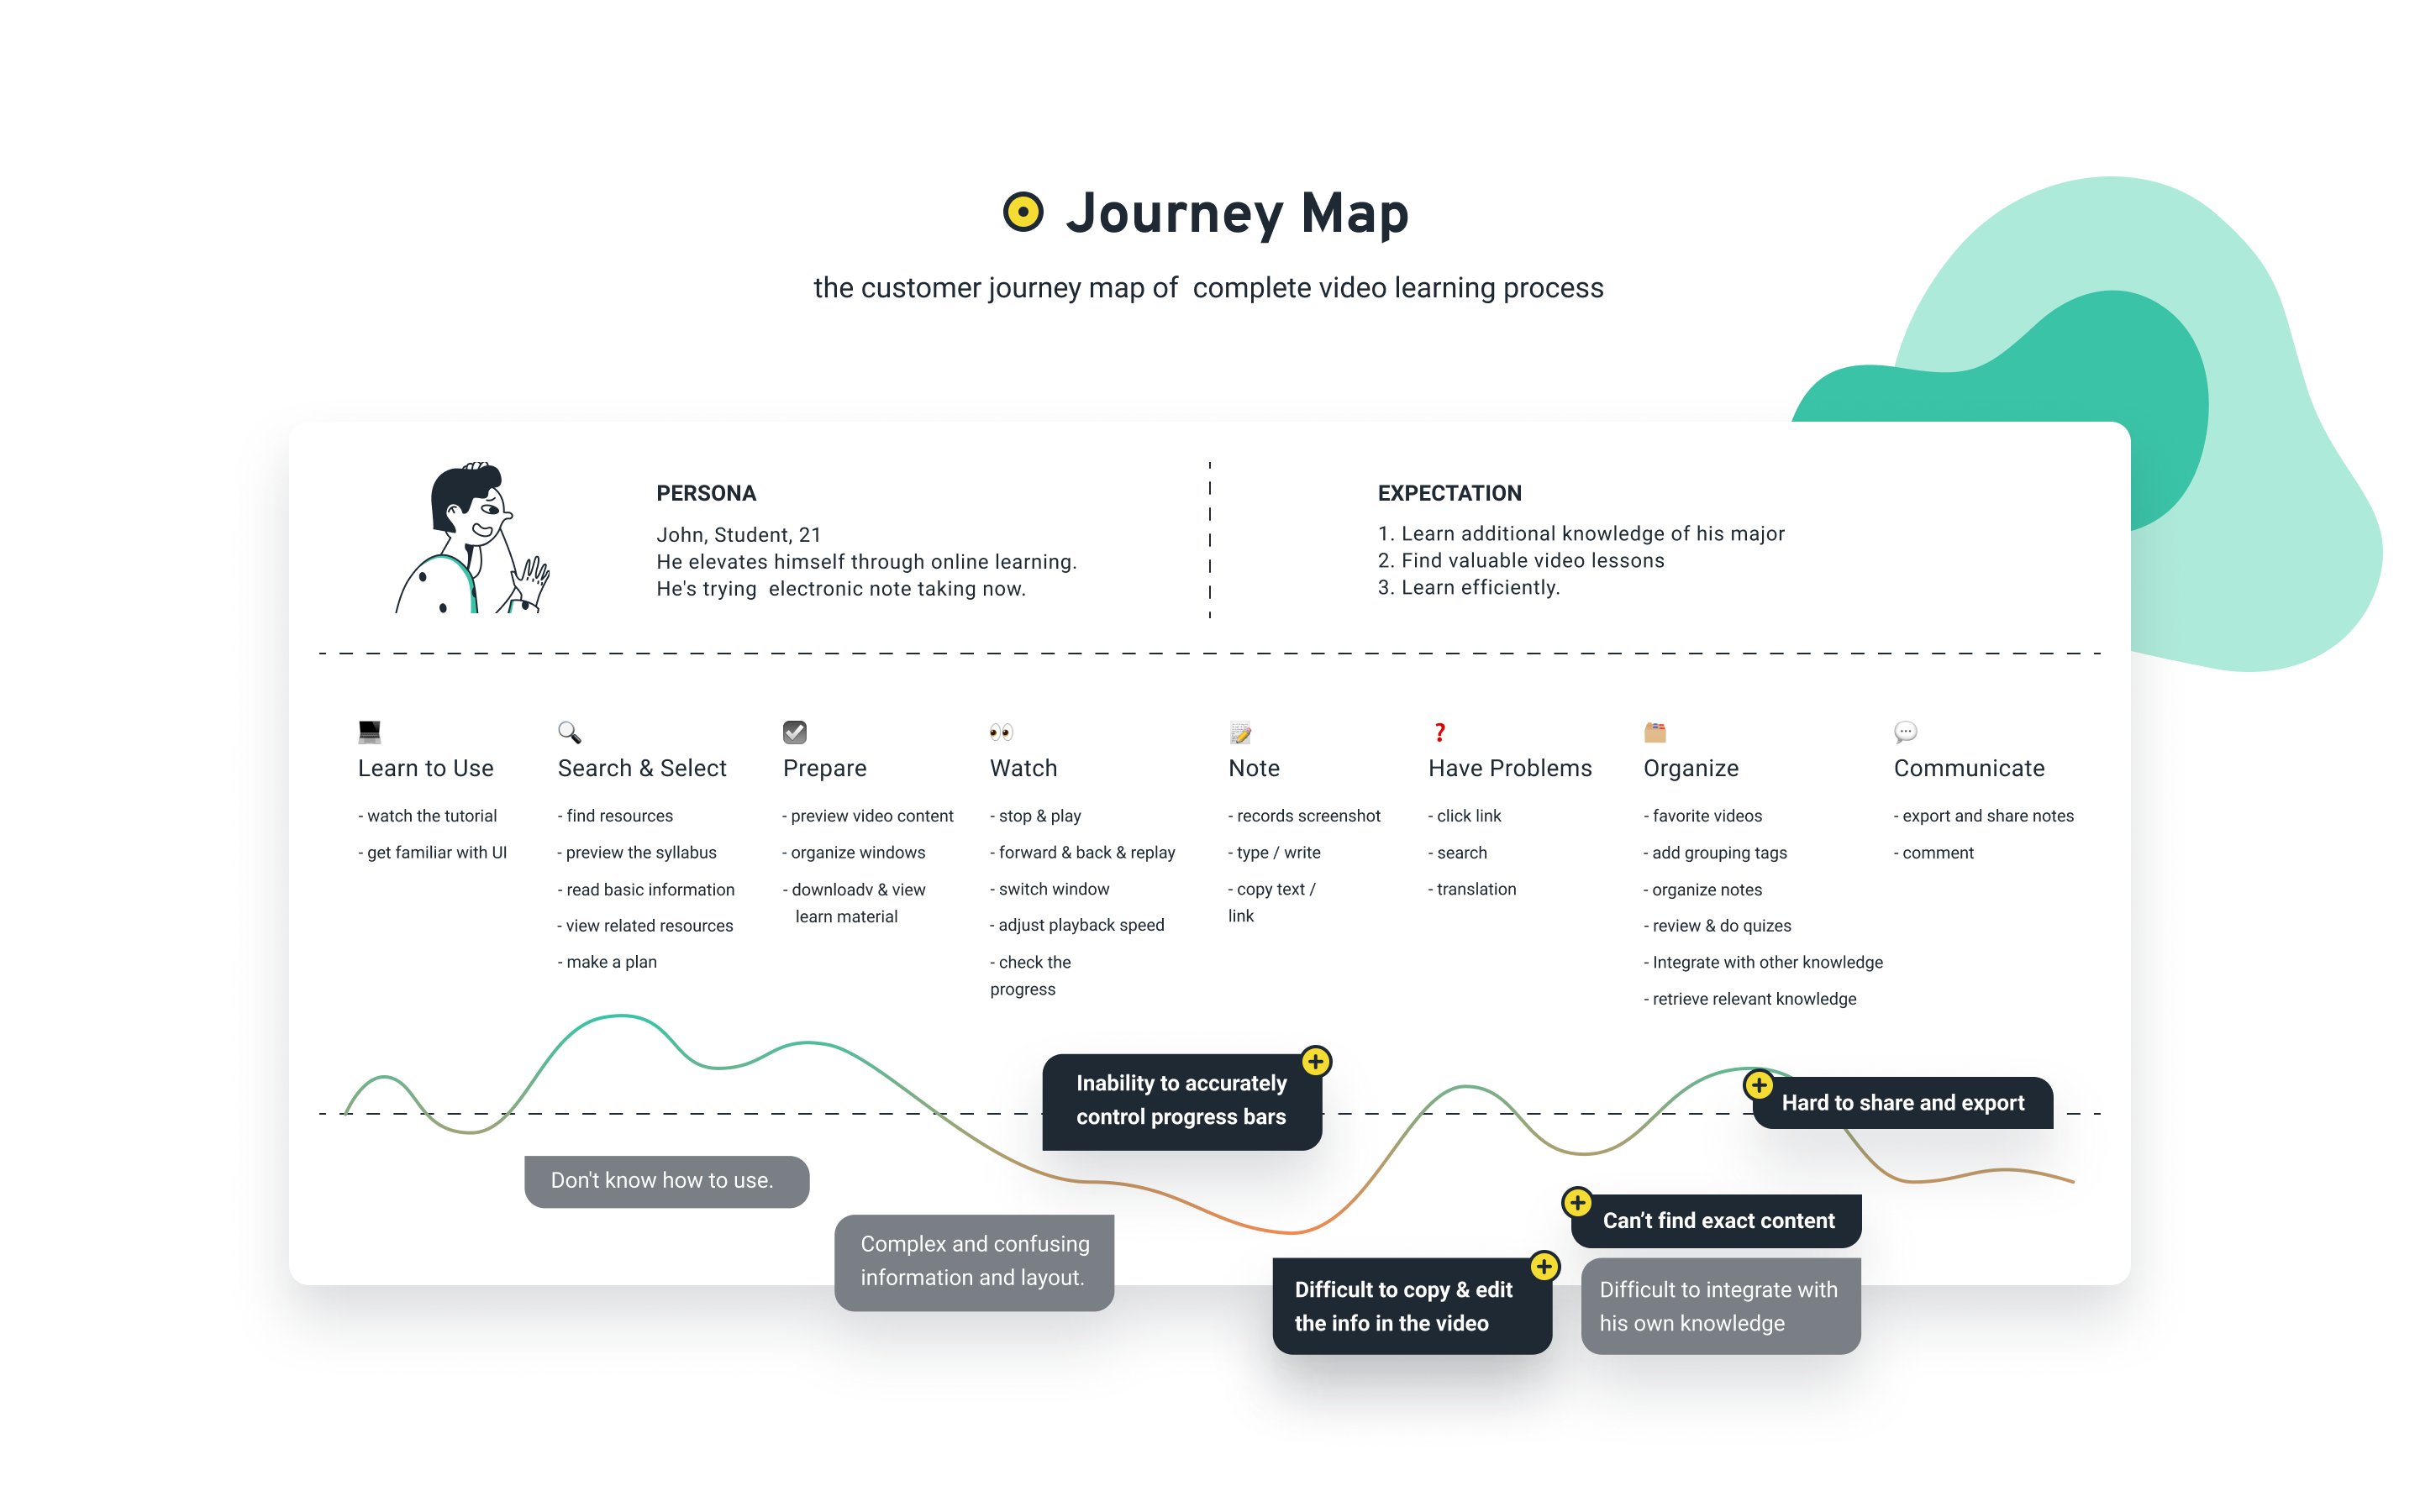 Journey Map
the customer journey map of  complete video learning process
PERSONA
John, Student, 21
He elevates himself through online learning.
He's trying  electronic note taking now.
EXPECTATION
1. Learn additional knowledge of his major
2. Find valuable video lessons
3. Learn efficiently.
Learn to Use
- watch the tutorial
- get familiar with UI
Search & Select
- find resources
- preview the syllabus
- read basic information
- view related resources
- make a plan
Prepare
- preview video content
- organize windows
- downloadv & view
learn material
Watch
- stop & play
- forward & back & replay
- switch window
- adjust playback speed
- check the
progress
Note
- records screenshot
- type / write
- copy text /
link
Have Problems
- click link
- search
- translation
Organize
- favorite videos
- add grouping tags
- organize notes
- review & do quizes
- Integrate with other knowledge
- retrieve relevant knowledge
Communicate
- export and share notes
- comment
Don't know how to use.
Complex and confusing
information and layout.
Inability to accurately
control progress bars
Difficult to copy & edit
the info in the video
Hard to share and export
Can’t find exact content
Difficult to integrate with
his own knowledge